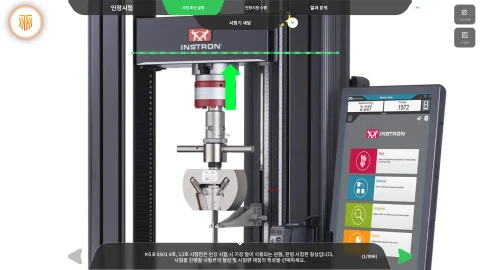 인장시험
시험 조건 설정
인장시험 수행
결과 분석
시험기 세팅
INSTRON
2.227
.1572
INSTRON
KS B 0801 4호, 13호 시험편은 인장 시험 시 가장 많이 사용되는 원형, 판형 시험편 형상입니다.
시험을 진행할 시험편의 형상 및 시험편 재질의 특성을 선택하세요.
(1/999)